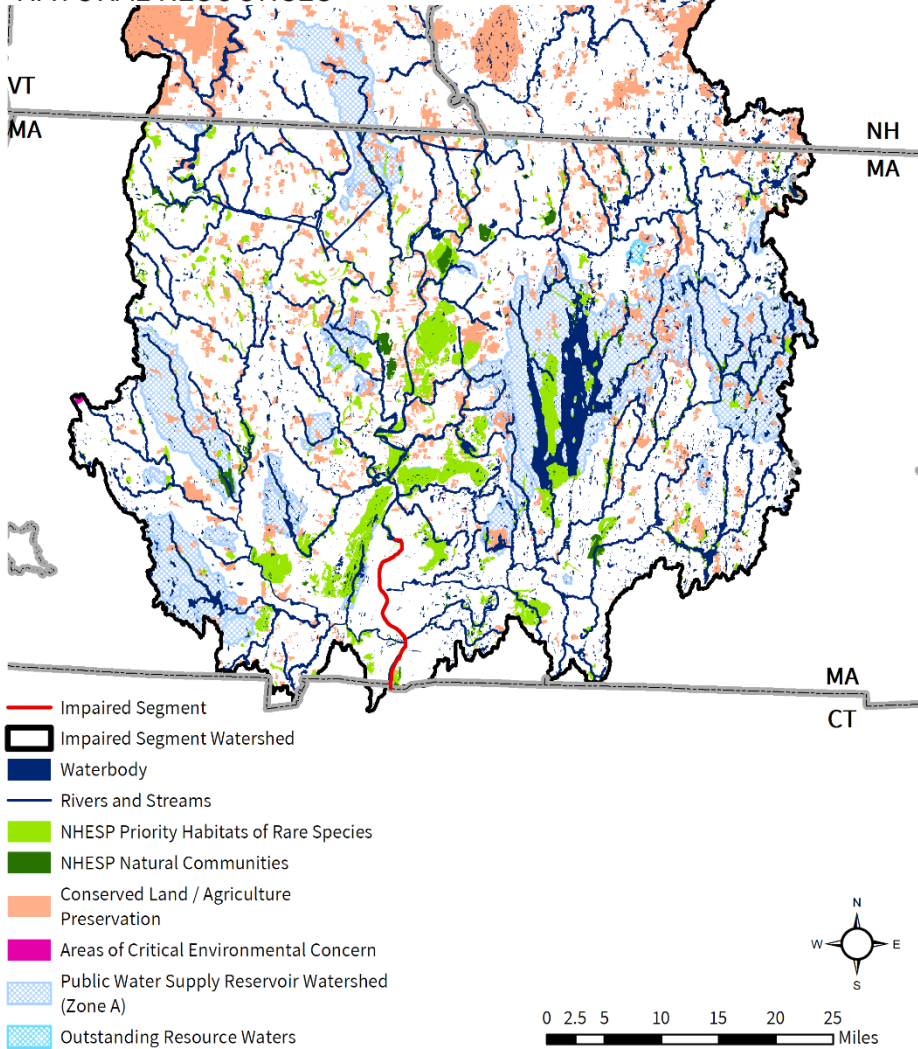 NATURAL RESOURCES
VT
MA
NH
MA
MA
CT
Impaired Segment
Impaired Segment Watershed
Waterbody
Rivers and Streams
NHESP Priority Habitats of Rare Species
NHESP Natural Communities
Conserved Land / Agriculture
Preservation
Areas of Critical Environmental Concern
Public Water Supply Reservoir Watershed
(Zone A)
Outstanding Resource Waters
N
W E
S
0 2.5 5 10 15 20 25
Miles